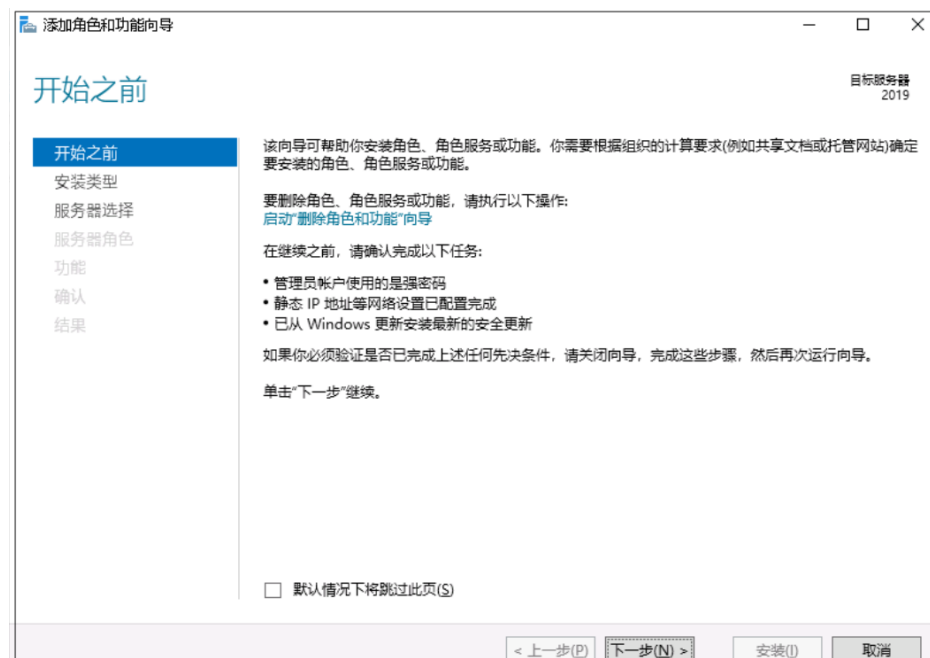 添加角色和功能向导
开始之前
目标服务器
2019
开始之前
安装类型
服务器选择
服务器角色
功能
确认
结果
该向导可帮助你安装角色、角色服务或功能。你需要根据组织的计算要求(例如共享文档或托管网站)确定
要安装的角色、角色服务或功能。
要删除角色、角色服务或功能，请执行以下操作:
启动"删除角色和功能"向导
在继续之前，请确认完成以下任务:
• 管理员帐户使用的是强密码
• 静态 IP 地址等网络设置已配置完成
• 已从 Windows 更新安装最新的安全更新
如果你必须验证是否已完成上述任何先决条件，请关闭向导，完成这些步骤，然后再次运行向导。
单击"下一步"继续。
默认情况下将跳过此页(S)
< 上一步(P) 下一步(N) > 安装(I) 取消